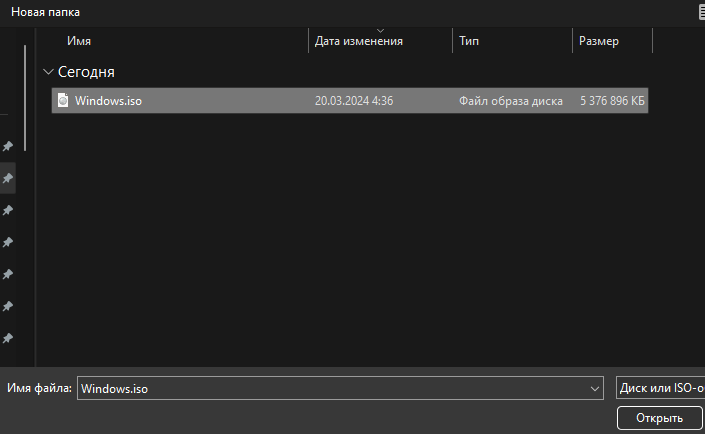 Новая папка
Имя Дата изменения Тип Размер
Сегодня
Windows.iso 20.03.2024 4:36 Файл образа диска 5 376 896 КБ
Имя файла: Windows.iso Диск или ISO-о
Открыть